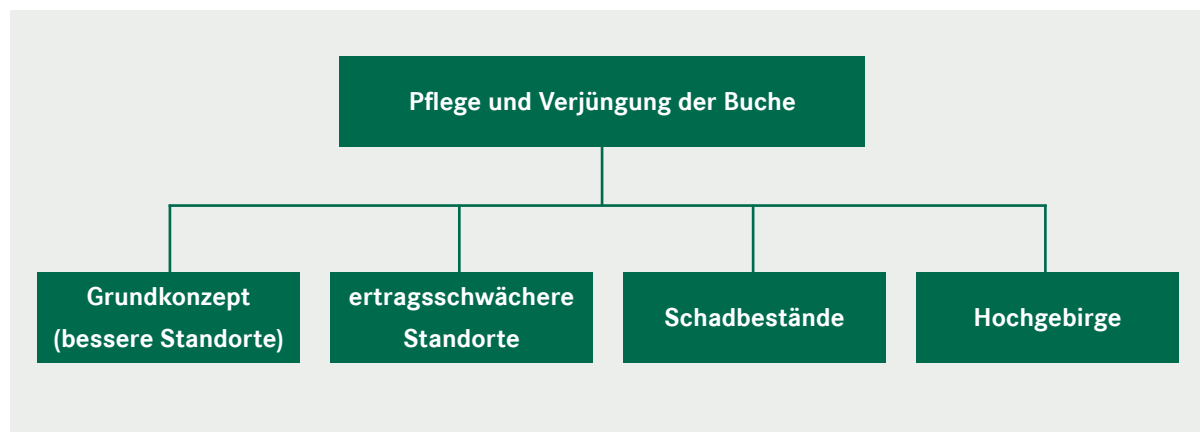 Pflege und Verjüngung der Buche
Grundkonzept
(bessere Standorte)
ertragsschwächere
Standorte
Schadbestände
Hochgebirge